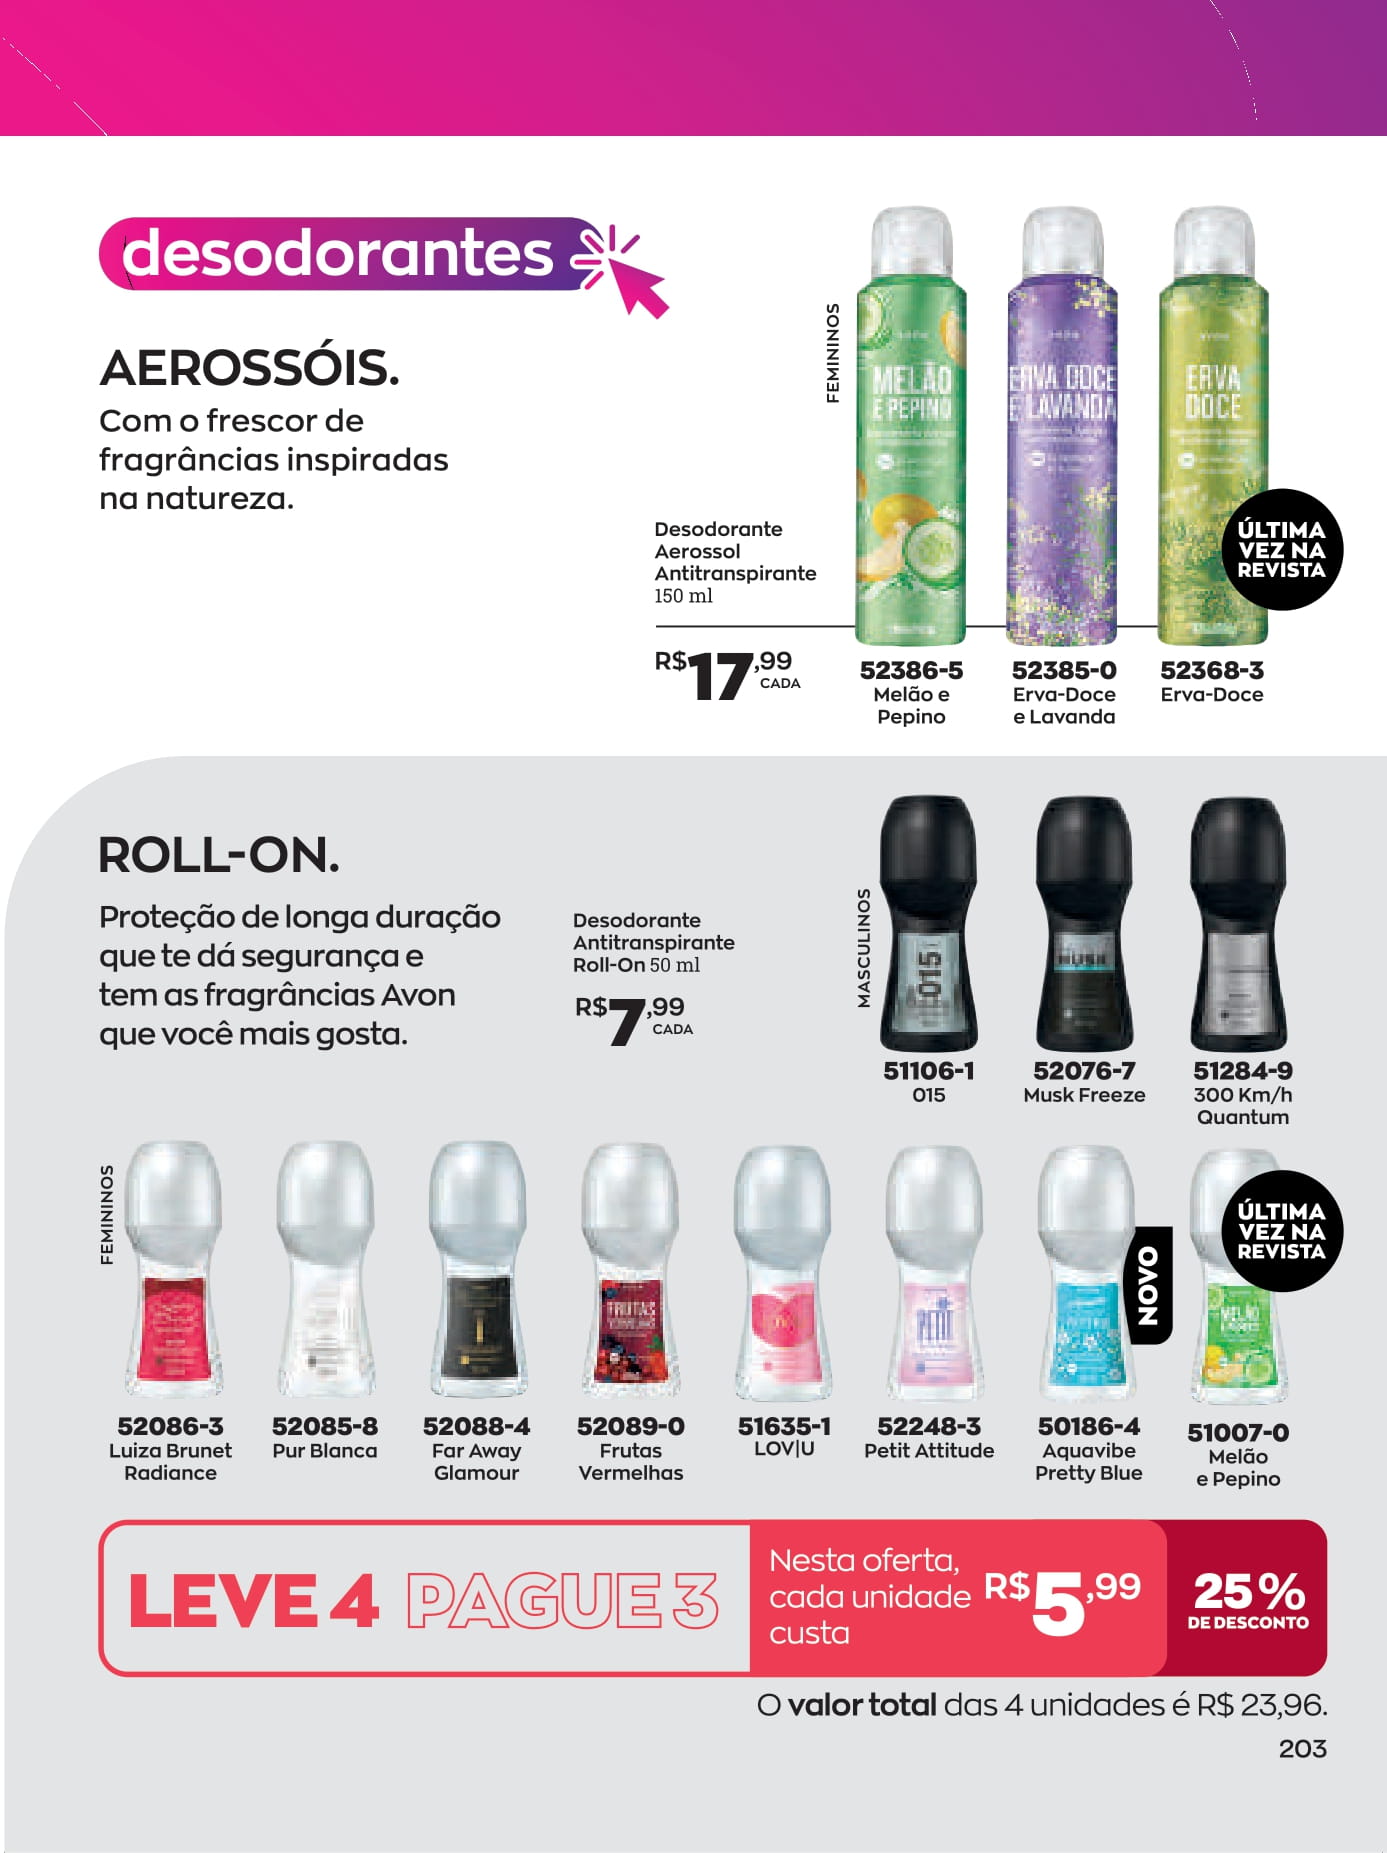 desodorantes
AEROSSÓIS.
Com o frescor de
fragrâncias inspiradas
na natureza.
FEMININOS
MELÃO
E PEPINO
ERVA DOCE
E LAVANDA
ERVA
DOCE
ÚLTIMA
VEZ NA
REVISTA
Desodorante
Aerossol
Antitranspirante
150 ml
R$17,99
CADA
52386-5
Melão e
Pepino
52385-0
Erva-Doce
e Lavanda
52368-3
Erva-Doce
ROLL-ON.
Proteção de longa duração
que te dá segurança e
tem as fragrâncias Avon
que você mais gosta.
Desodorante
Antitranspirante
Roll-On 50 ml
R$7,99
CADA
MASCULINOS
015
MUSK
51106-1
015
52076-7
Musk Freeze
51284-9
300 Km/h
Quantum
FEMININOS
FRUTAS
VERMELHAS
PETIT
NOVO
MELÃO
E PEPINO
ÚLTIMA
VEZ NA
REVISTA
52086-3
Luiza Brunet
Radiance
52085-8
Pur Blanca
52088-4
Far Away
Glamour
52089-0
Frutas
Vermelhas
51635-1
LOV|U
52248-3
Petit Attitude
50186-4
Aquavibe
Pretty Blue
51007-0
Melão
e Pepino
LEVE 4 PAGUE 3
Nesta oferta,
cada unidade
custa
R$5,99
25%
DE DESCONTO
O valor total das 4 unidades é R$ 23,96.
203